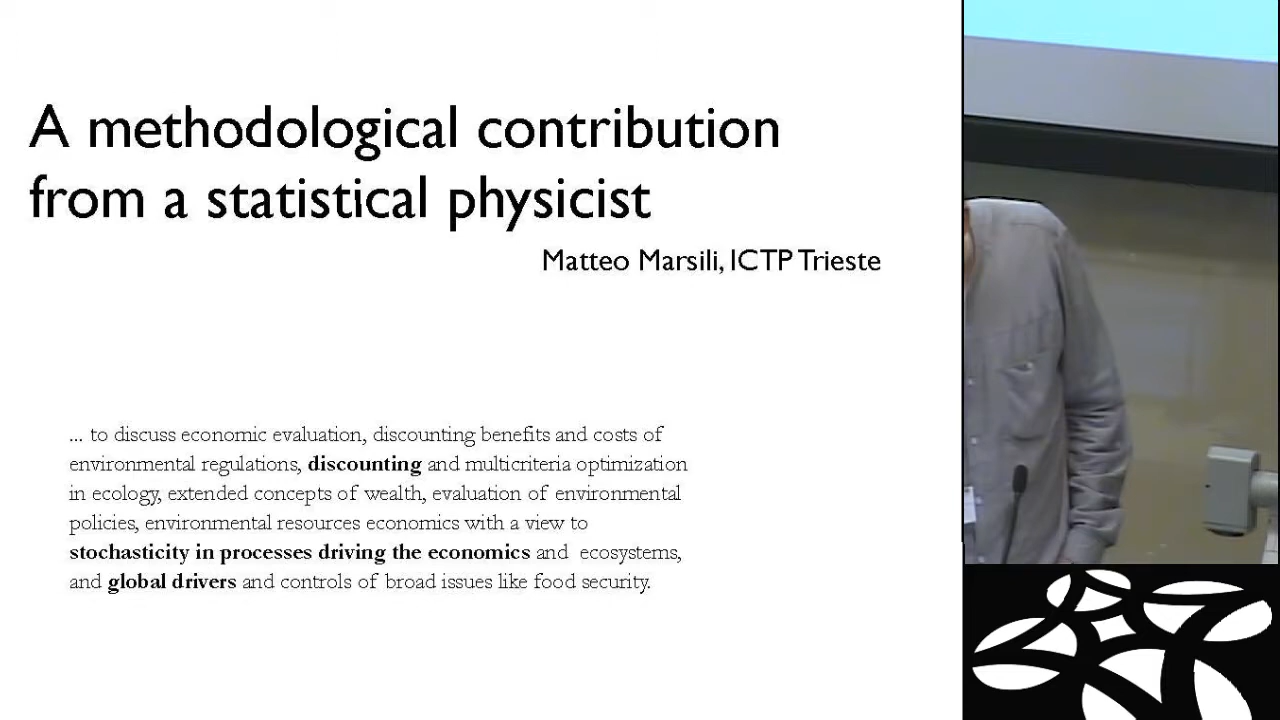 A methodological contribution
from a statistical physicist
Matteo Marsili, ICTP Trieste
... to discuss economic evaluation, discounting benefits and costs of
environmental regulations, discounting and multicriteria optimization
in ecology, extended concepts of wealth, evaluation of environmental
policies, environmental resources economics with a view to
stochasticity in processes driving the economics and ecosystems,
and global drivers and controls of broad issues like food security.